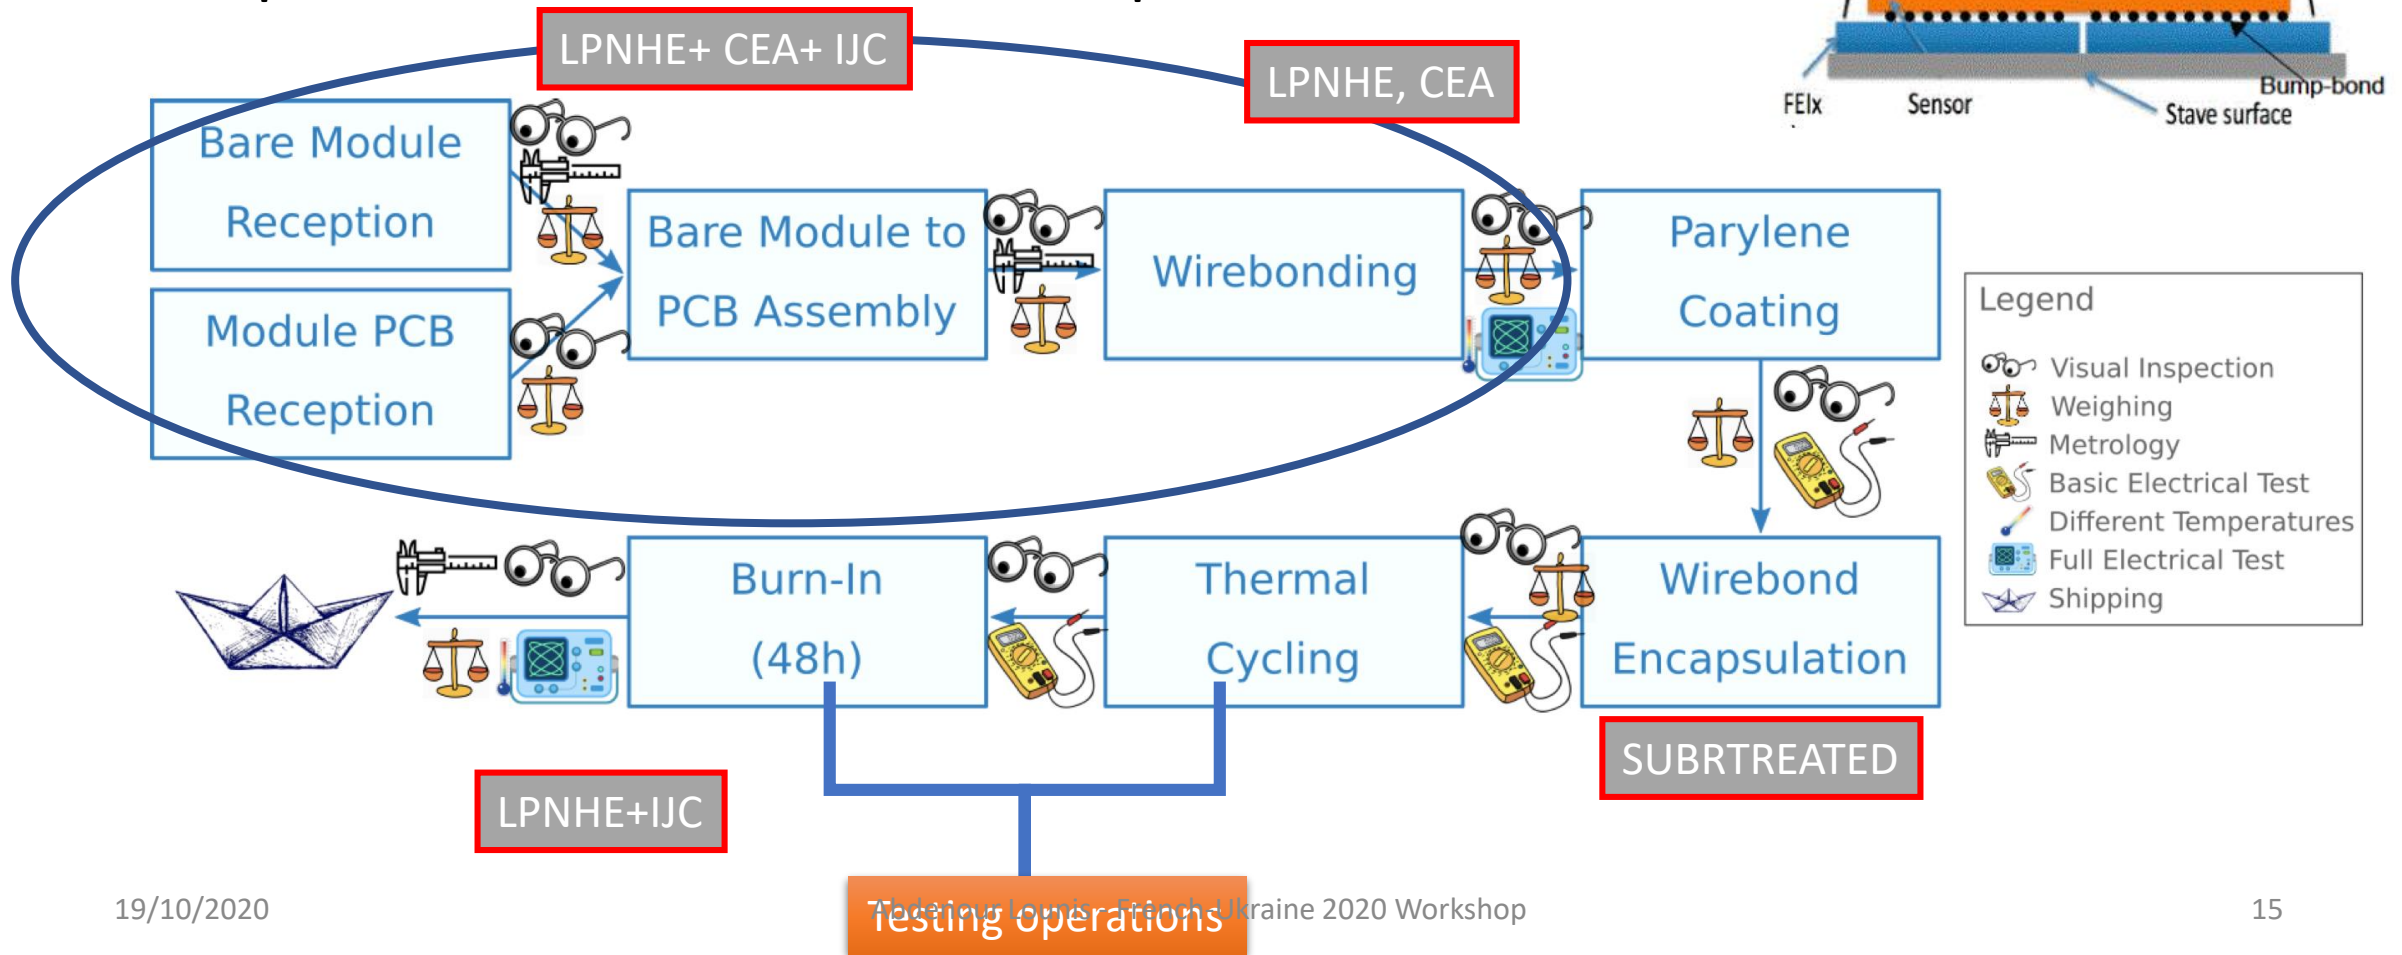 LPNHE+ CEA+ IJC
LPNHE, CEA
Bump-bond
FEIx
Sensor
Stave surface
Bare Module
Reception
Module PCB
Reception
Bare Module to
PCB Assembly
Wirebonding
Parylene
Coating
Legend
Visual Inspection
Weighing
Metrology
Basic Electrical Test
Different Temperatures
Full Electrical Test
Shipping
Burn-In
(48h)
Thermal
Cycling
Wirebond
Encapsulation
SUBRTREATED
LPNHE+IJC
Testing operations
19/10/2020
Abdenour Lounis - French-Ukraine 2020 Workshop
15